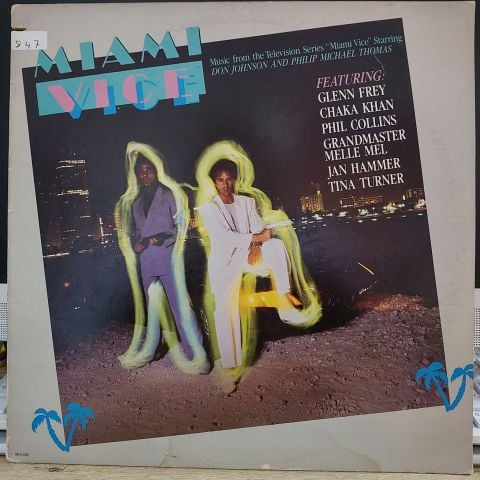 847
MIAMI
VICE
Music from the Television Series "Miami Vice" Starring
DON JOHNSON AND PHILIP MICHAEL THOMAS
FEATURING:
GLENN FREY
CHAKA KHAN
PHIL COLLINS
GRANDMASTER
MELLE MEL
JAN HAMMER
TINA TURNER